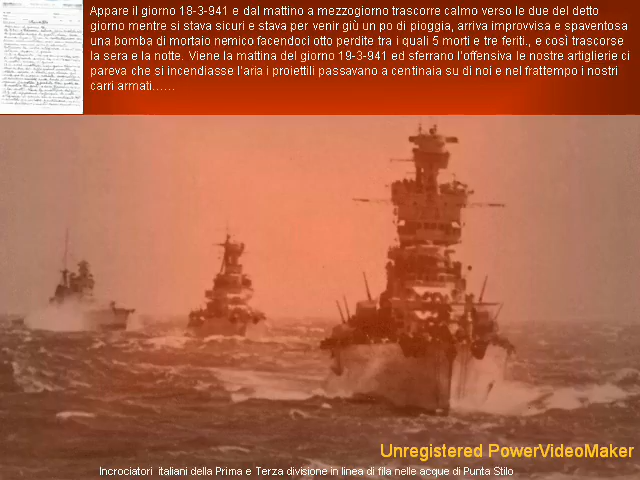 Appare il giorno 18-3-941 e dal mattino a mezzogiorno trascorre calmo verso le due del detto
giorno mentre si stava sicuri e stava per venir giù un po di pioggia, arriva improvvisa e spaventosa
una bomba di mortaio nemico facendoci otto perdite tra i quali 5 morti e tre feriti., e così trascorse
la sera e la notte. Viene la mattina del giorno 19-3-941 ed sferrano l'offensiva le nostre artiglierie ci
pareva che si incendiasse l'aria i proiettili passavano a centinaia su di noi e nel frattempo i nostri
carri armati......
Unregistered PowerVideoMaker
Incrociatori italiani della Prima e Terza divisione in linea di fila nelle acque di Punta Stilo